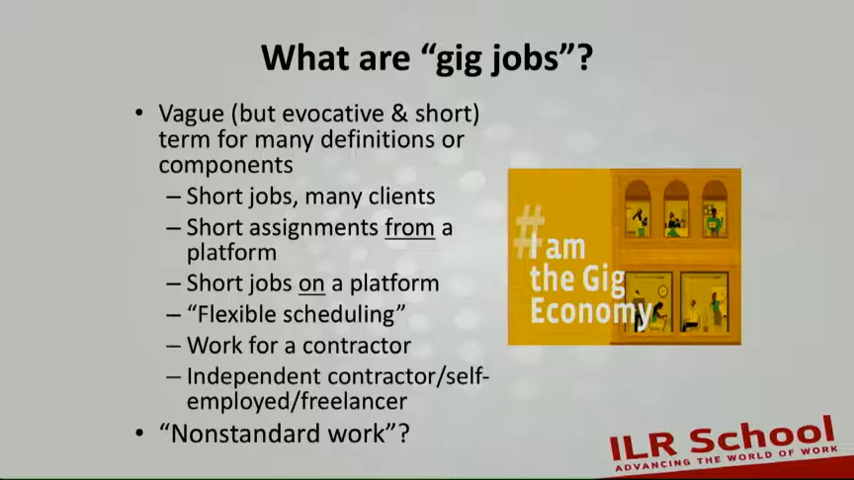 What are “gig jobs”?
• Vague (but evocative & short)
term for many definitions or
components
– Short jobs, many clients
– Short assignments from a
platform
– Short jobs on a platform
– “Flexible scheduling”
– Work for a contractor
– Independent contractor/self-
employed/freelancer
• “Nonstandard work”?
#
I am
the Gig
Economy
ILR School
ADVANCING THE WORLD OF WORK